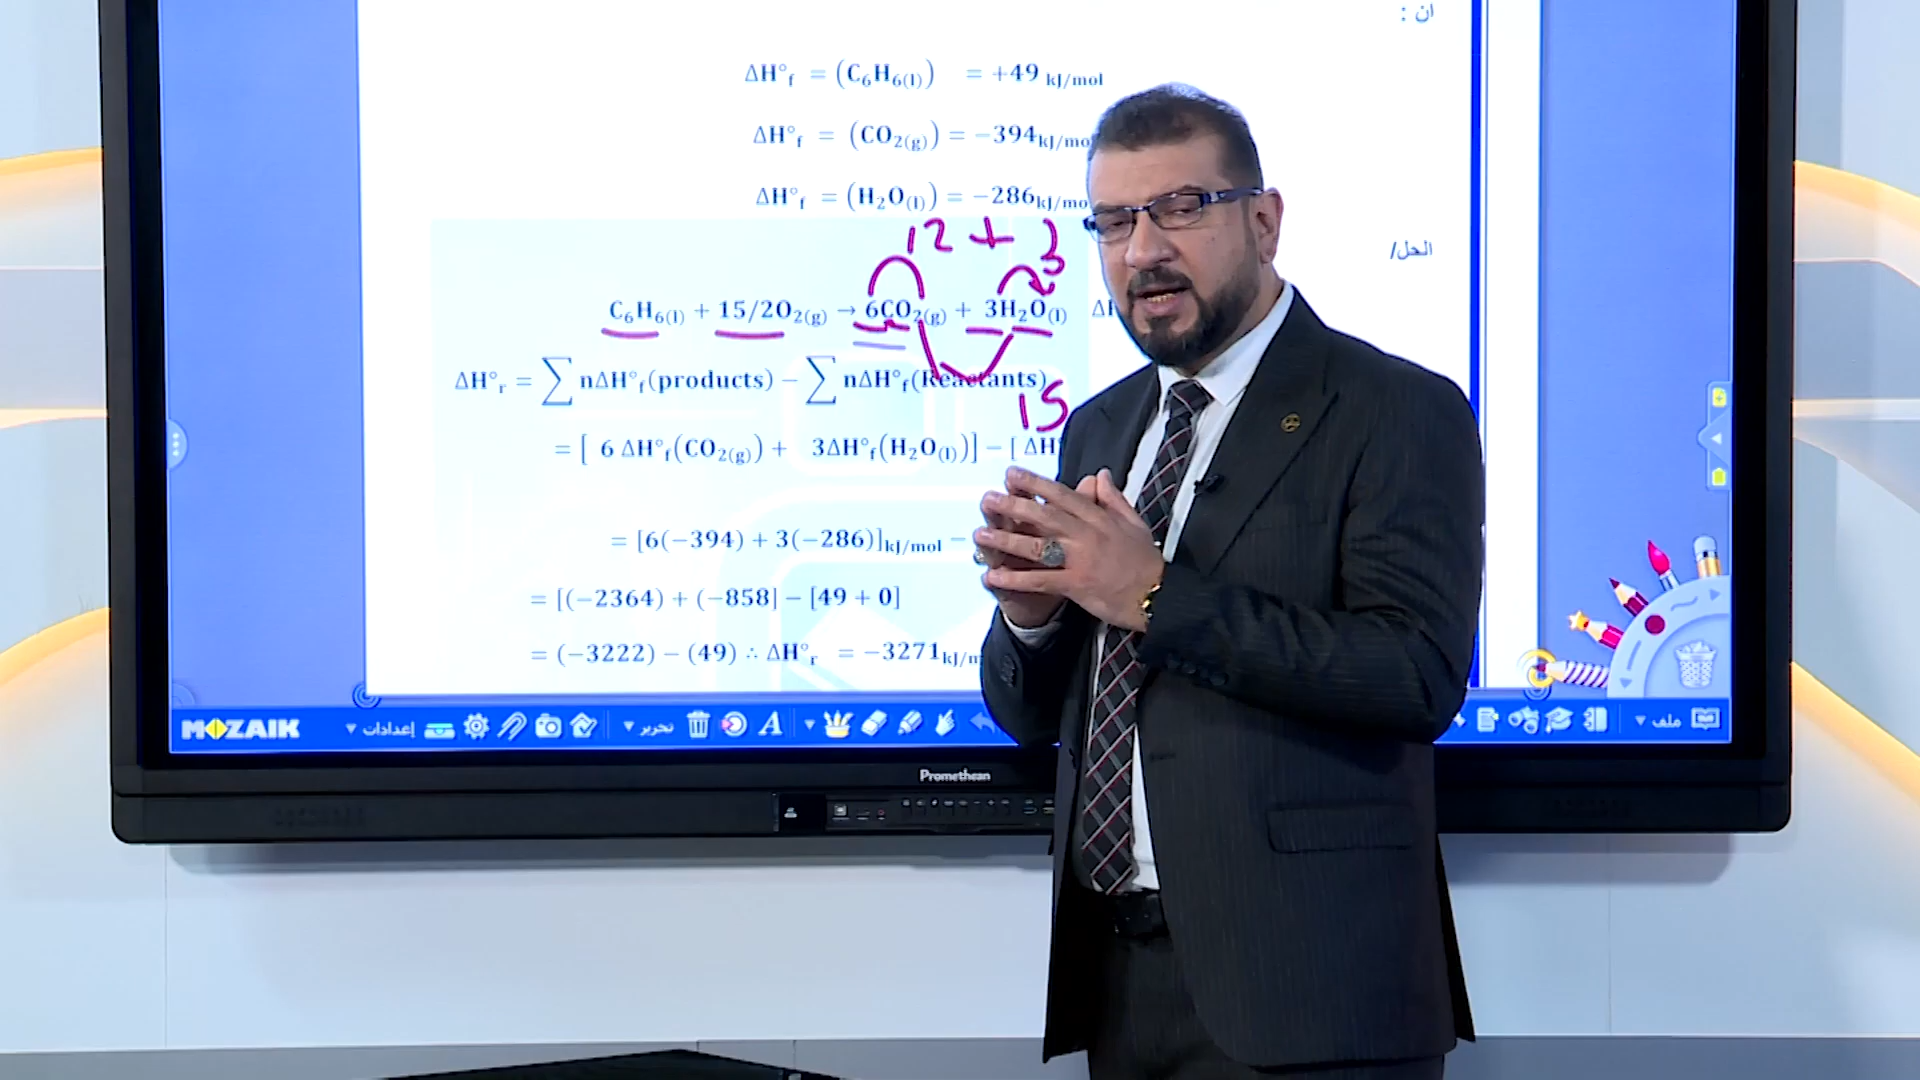 ان :
ΔH°f = (C₆H₆(l)) = +49 kJ/mol
ΔH°f = (CO₂(g)) = −394 kJ/mo
ΔH°f = (H₂O(l)) = −286 kJ/mo
الحل/
12 + 3
C₆H₆(l) + 15/2O₂(g) → 6CO₂(g) + 3H₂O(l) ΔH
ΔH°r = ∑ nΔH°f(products) − ∑ nΔH°f(Reactants)
15
= [ 6 ΔH°f(CO₂(g)) + 3ΔH°f(H₂O(l))] − [ ΔH°
= [6(−394) + 3(−286)] kJ/mol −
= [(−2364) + (−858] − [49 + 0]
= (−3222) − (49) ∴ ΔH°r = −3271 kJ/m
MOZAIK إعدادات تحرير A ملف
Promethean